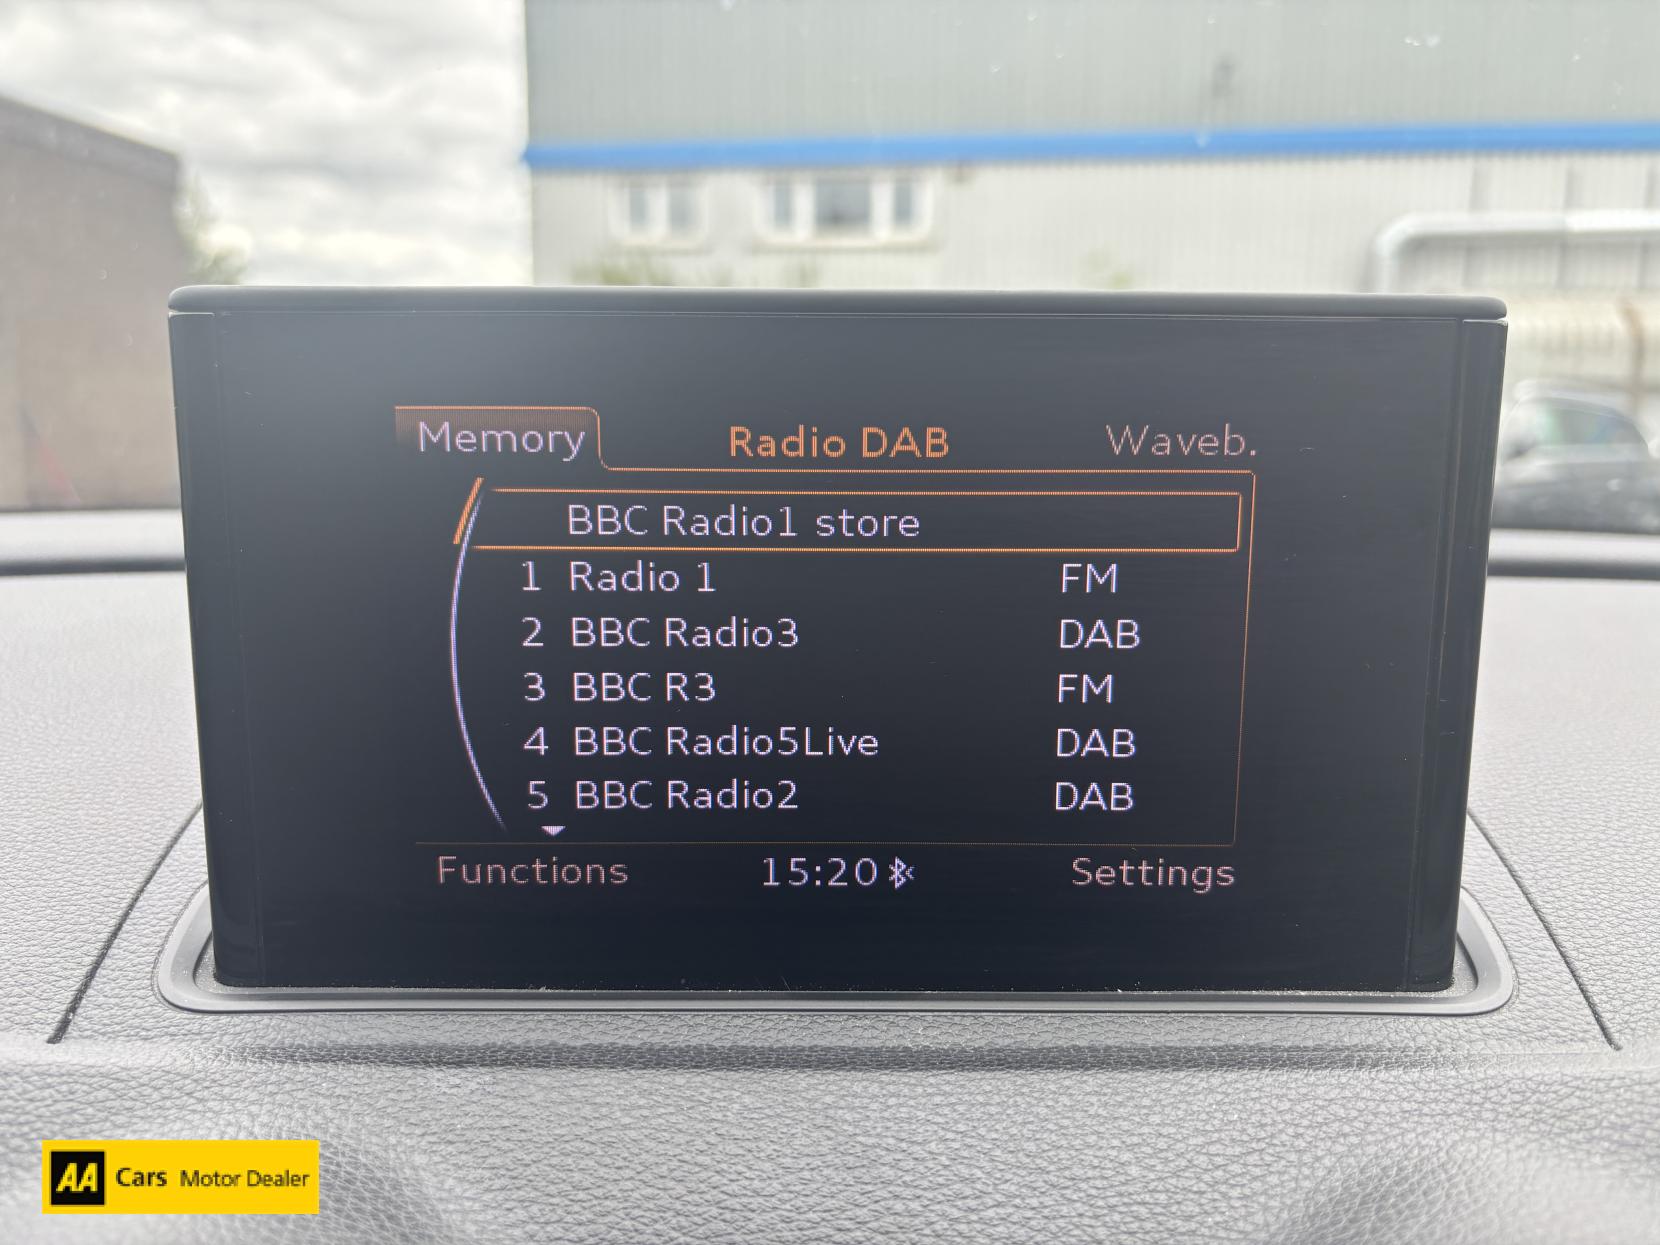 Memory Radio DAB Waveb.
BBC Radio1 store
1 Radio 1 FM
2 BBC Radio3 DAB
3 BBC R3 FM
4 BBC Radio5Live DAB
5 BBC Radio2 DAB
Functions 15:20 Settings
AA Cars Motor Dealer